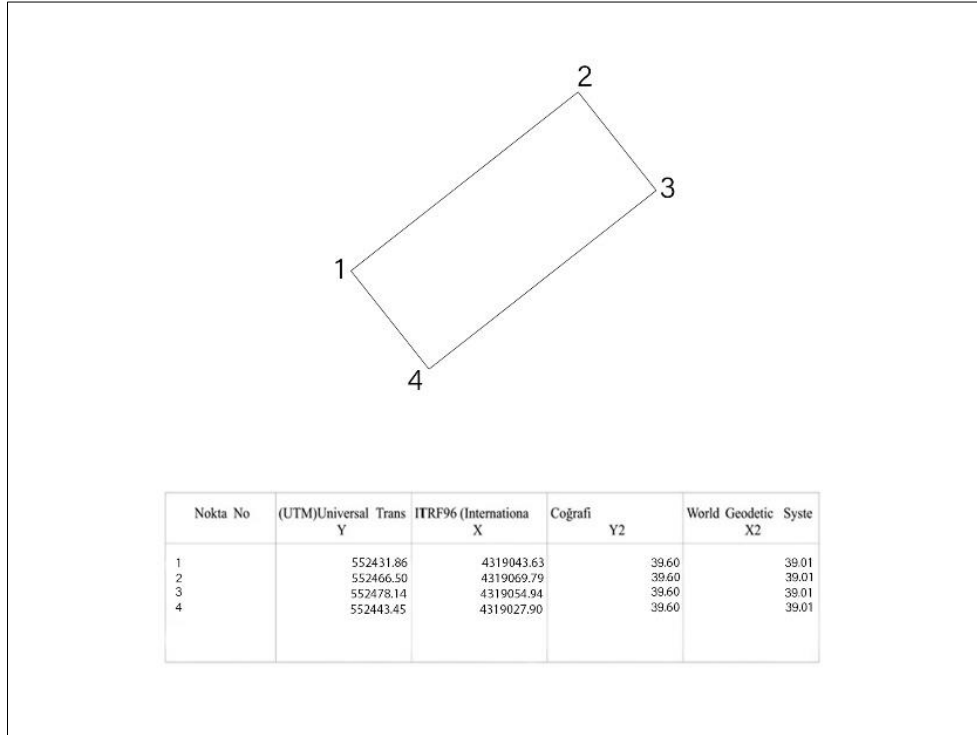 2
3
1
4
Nokta No (UTM)Universal Trans ITRF96 (Internationa Coğrafi World Geodetic Syste
Y X Y2 X2
1 552431.86 4319043.63 39.60 39.01
2 552466.50 4319069.79 39.60 39.01
3 552478.14 4319054.94 39.60 39.01
4 552443.45 4319027.90 39.60 39.01